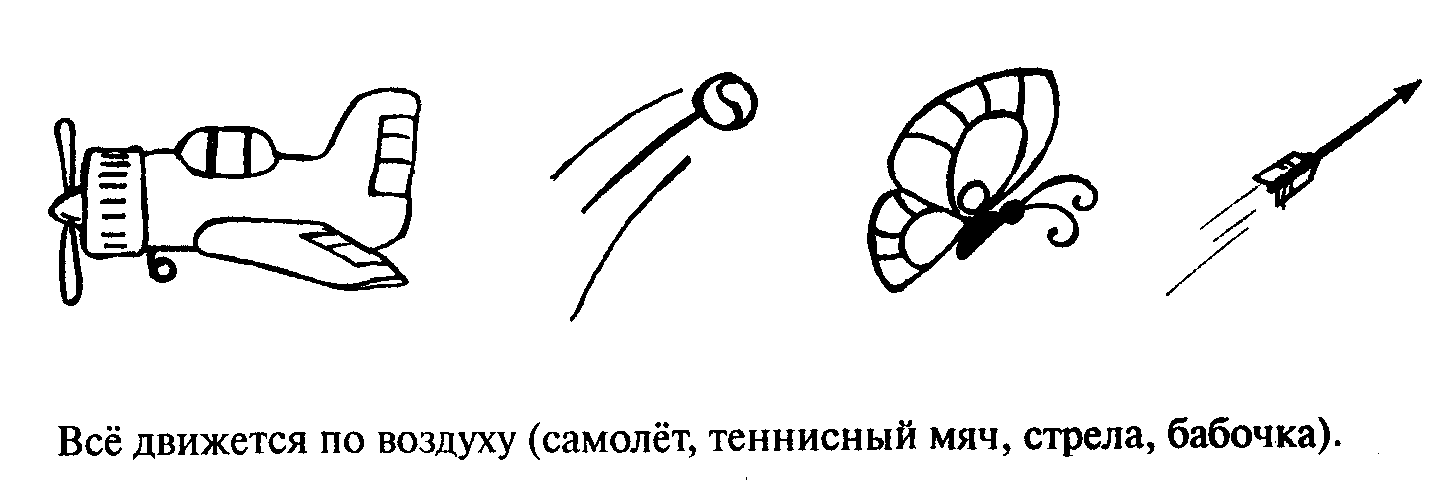 Всё движется по воздуху (самолёт, теннисный мяч, стрела, бабочка).